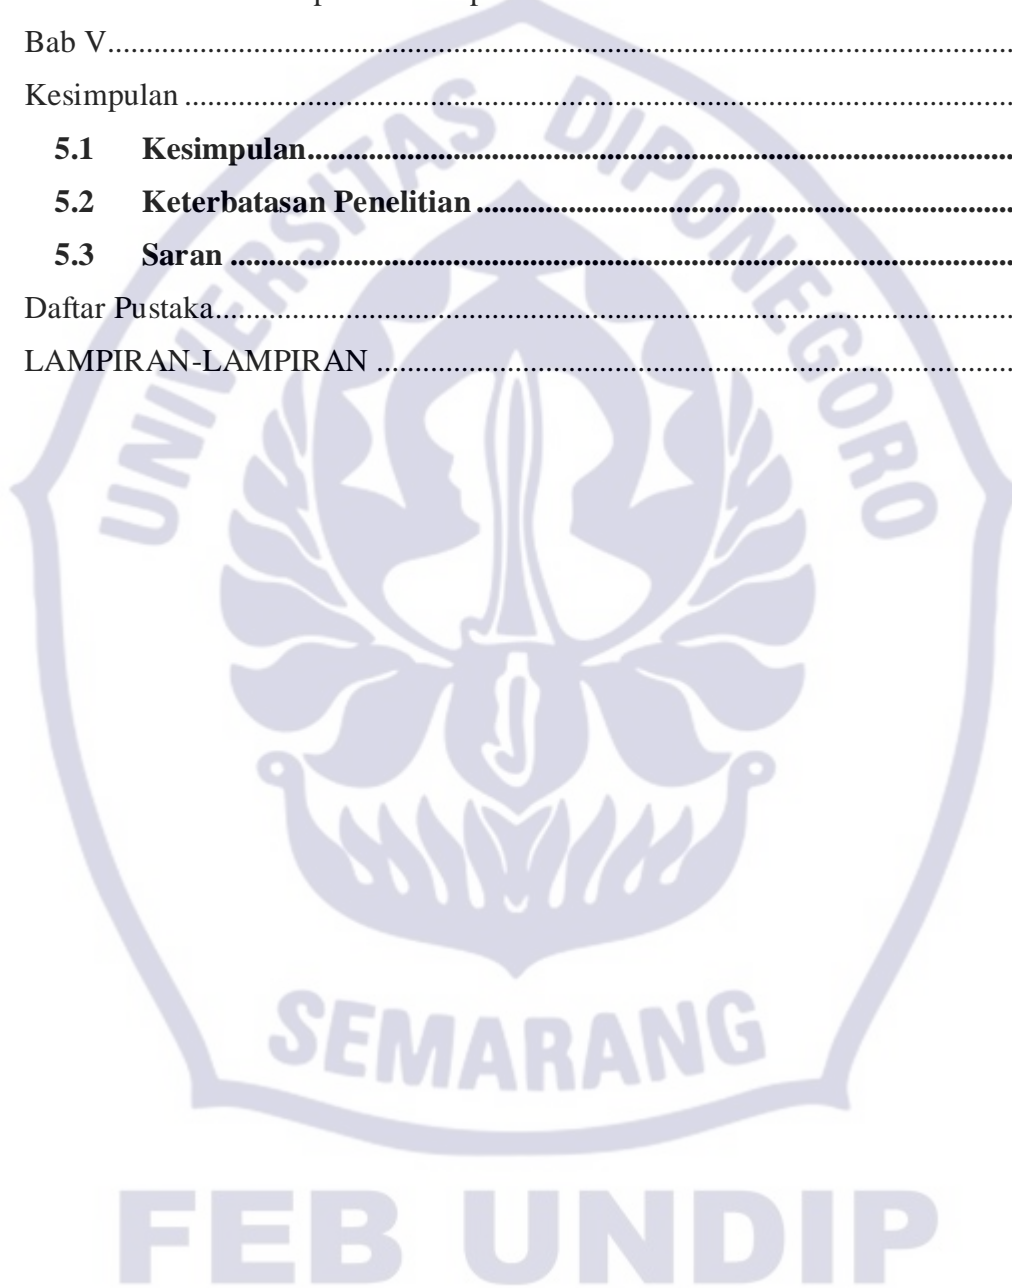 Bab V..........................................................................................................
Kesimpulan ..........................................................................................................
5.1 Kesimpulan..........................................................................................
5.2 Keterbatasan Penelitian ......................................................................
5.3 Saran ....................................................................................................
Daftar Pustaka..........................................................................................................
LAMPIRAN-LAMPIRAN ................................................................................
UNIVERSITAS DIPONEGORO
SEMARANG
FEB UNDIP